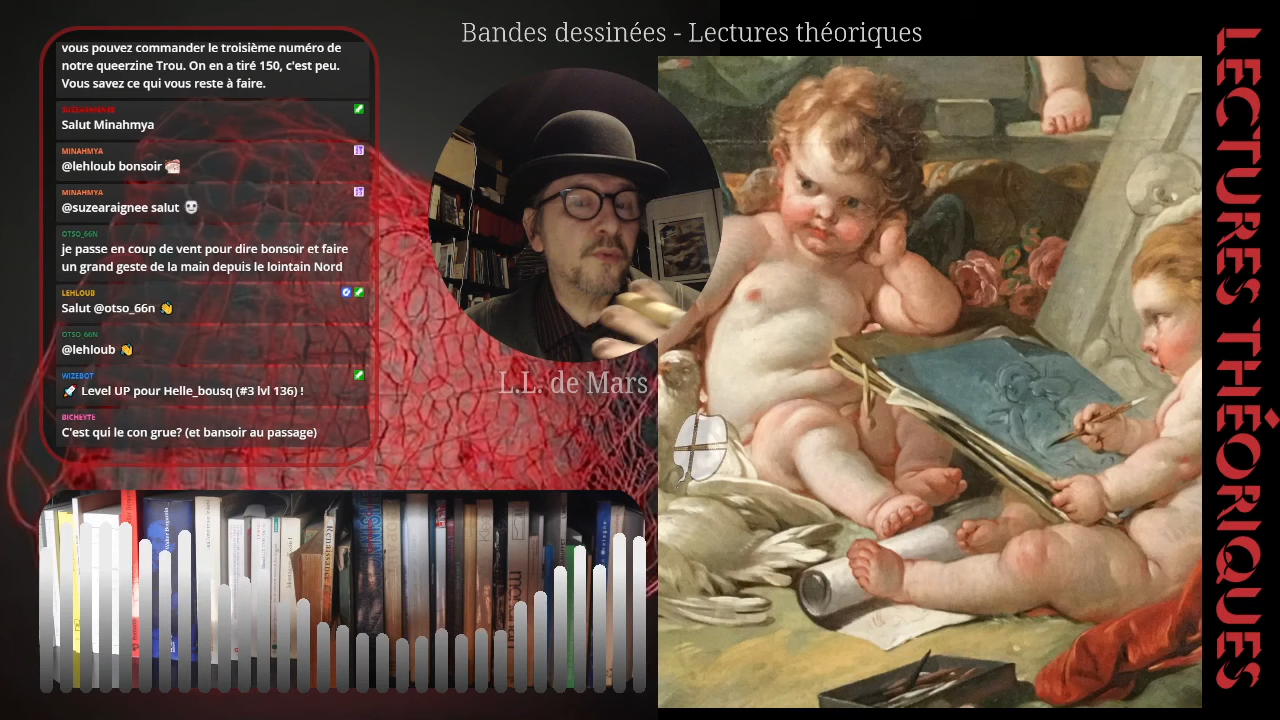 Bandes dessinées - Lectures théoriques
vous pouvez commander le troisième numéro de
notre queerzine Trou. On en a tiré 150, c'est peu.
Vous savez ce qui vous reste à faire.
SUZEARAIGNEE
Salut Minahmya
MINAHMYA
@lehloub bonsoir
MINAHMYA
@suzearaignee salut
OTSO_66N
je passe en coup de vent pour dire bonsoir et faire
un grand geste de la main depuis le lointain Nord
LEHLOUB
Salut @otso_66n
OTSO_66N
@lehloub
WIZEBOT
Level UP pour Helle_bousq (#3 lvl 136) !
BICHEYTE
C'est qui le con grue? (et bansoir au passage)
L.L. de Mars
LECTURES THÉORIQUES